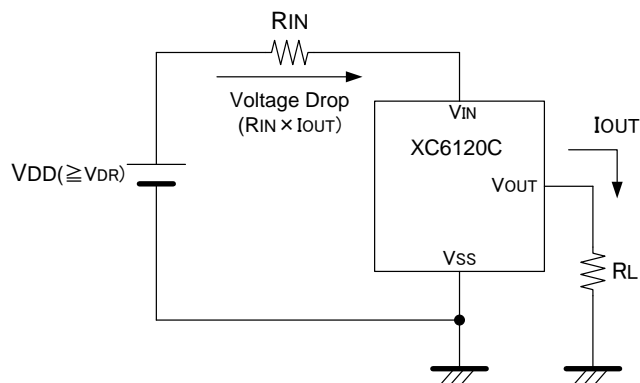 RIN
Voltage Drop
(RIN×IOUT)
VIN
IOUT
XC6120C
VDD(≧VDR)
VOUT
VSS
RL